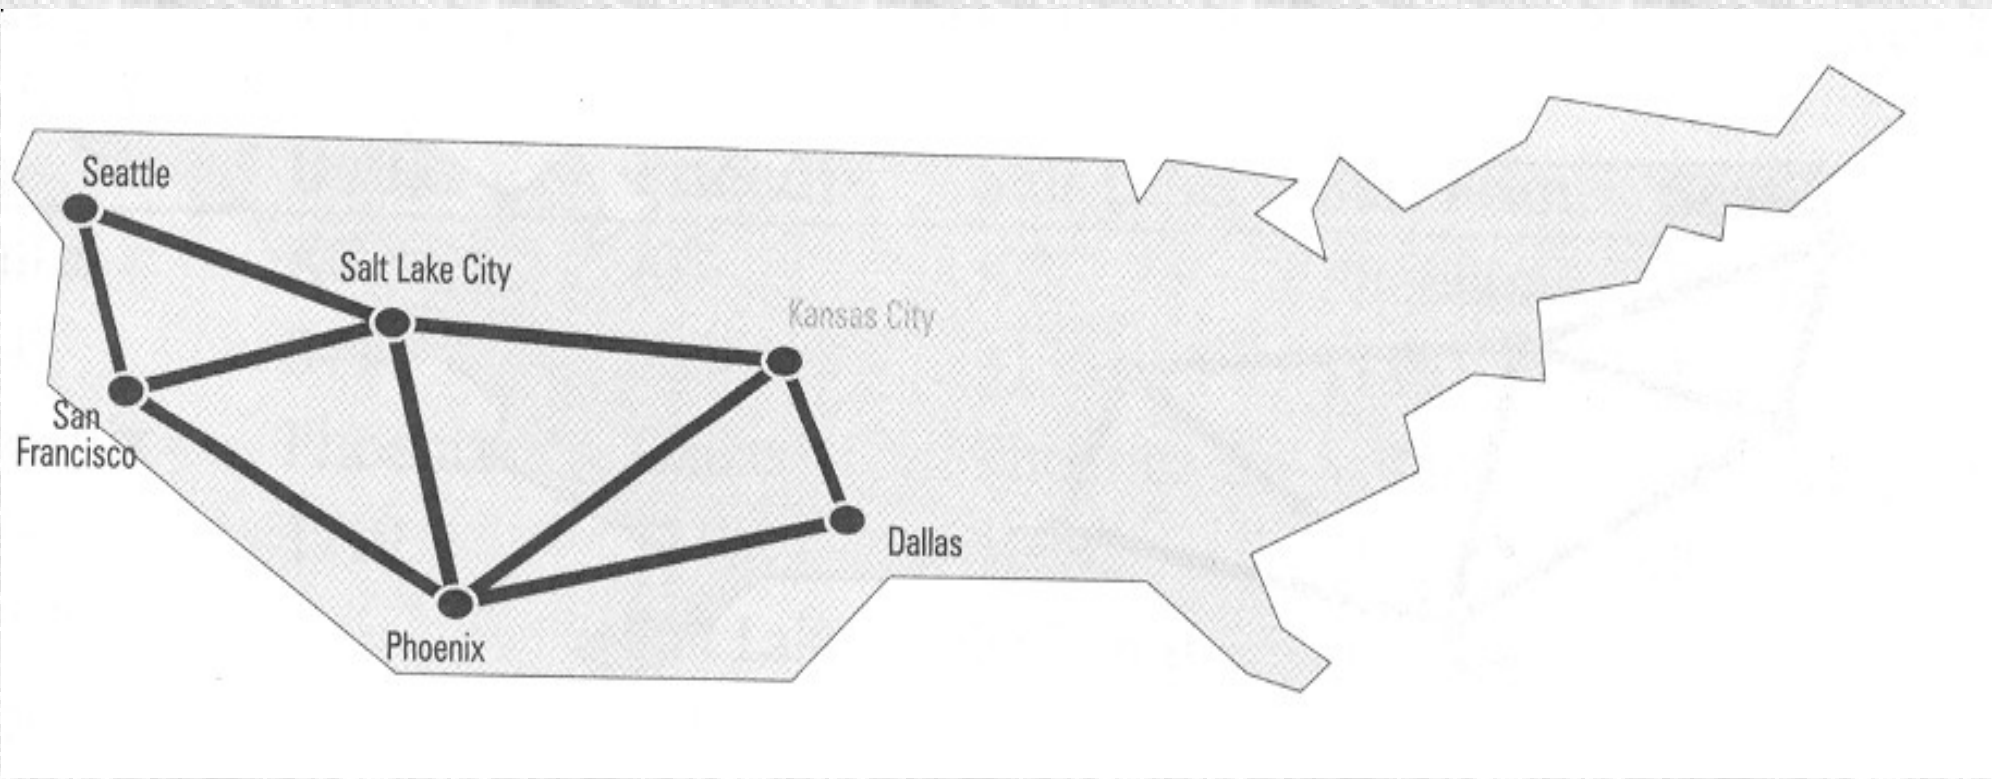 Seattle
Salt Lake City
Kansas City
San
Francisco
Dallas
Phoenix